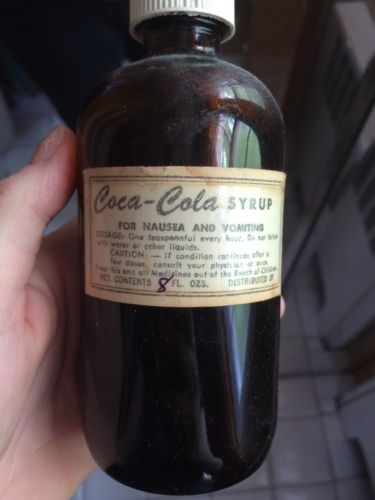 Coca-Cola SYRUP
FOR NAUSEA AND VOMITING
DOSAGE: One teaspoonful every hour. Do not follow
with water or other liquids.
CAUTION: — If condition continues after a
few doses, consult your physician at once.
Keep this and all Medicines out of the Reach of Children.
NET CONTENTS 8 FL. OZS. DISTRIBUTED BY